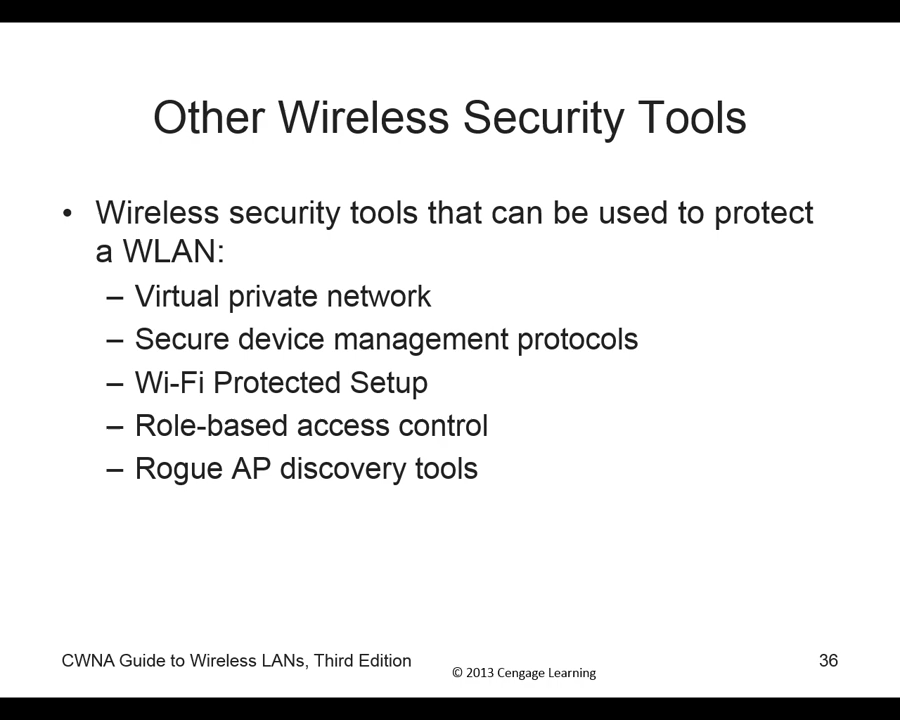 Other Wireless Security Tools
• Wireless security tools that can be used to protect
a WLAN:
– Virtual private network
– Secure device management protocols
– Wi-Fi Protected Setup
– Role-based access control
– Rogue AP discovery tools
CWNA Guide to Wireless LANs, Third Edition
© 2013 Cengage Learning
36